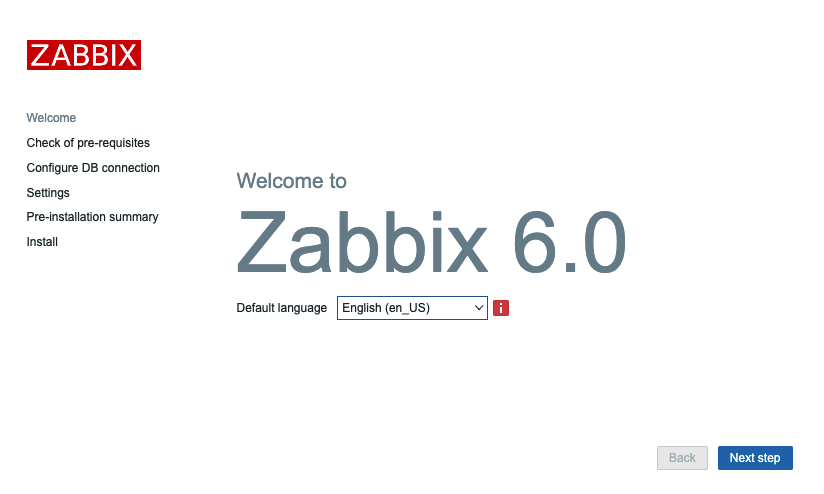 ZABBIX
Welcome
Check of pre-requisites
Configure DB connection
Settings
Pre-installation summary
Install
Welcome to
Zabbix 6.0
Default language English (en_US) i
Back Next step